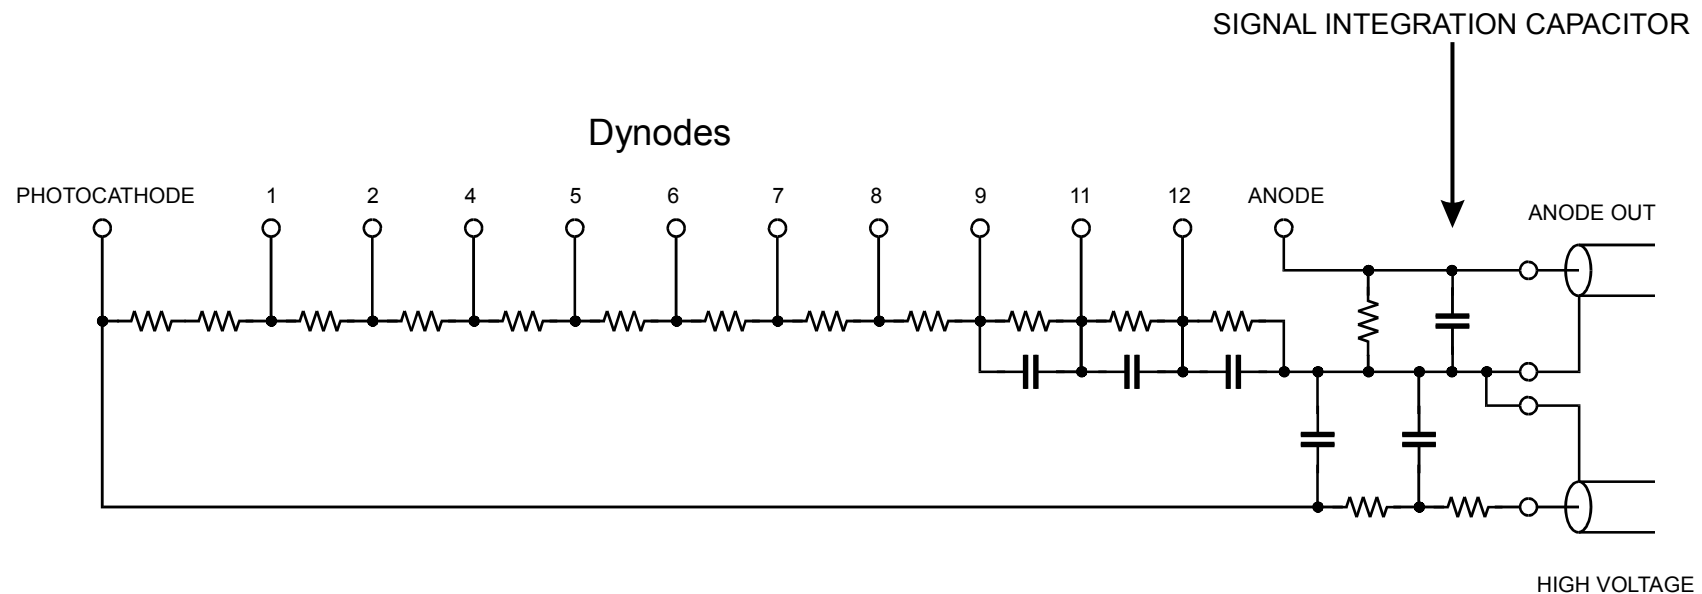 SIGNAL INTEGRATION CAPACITOR
Dynodes
PHOTOCATHODE 1 2 4 5 6 7 8 9 11 12 ANODE
ANODE OUT
HIGH VOLTAGE